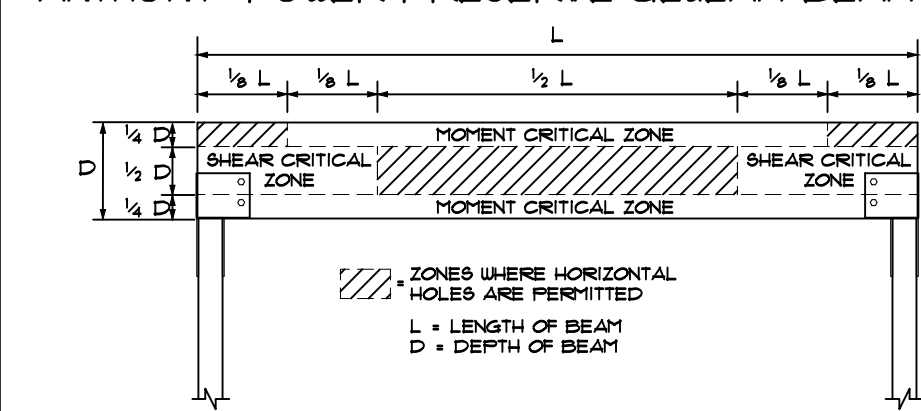 L
⅛ L ⅛ L ½ L ⅛ L ⅛ L
¼ D
MOMENT CRITICAL ZONE
D
½ D
SHEAR CRITICAL
ZONE
SHEAR CRITICAL
ZONE
¼ D
MOMENT CRITICAL ZONE
= ZONES WHERE HORIZONTAL
HOLES ARE PERMITTED
L = LENGTH OF BEAM
D = DEPTH OF BEAM